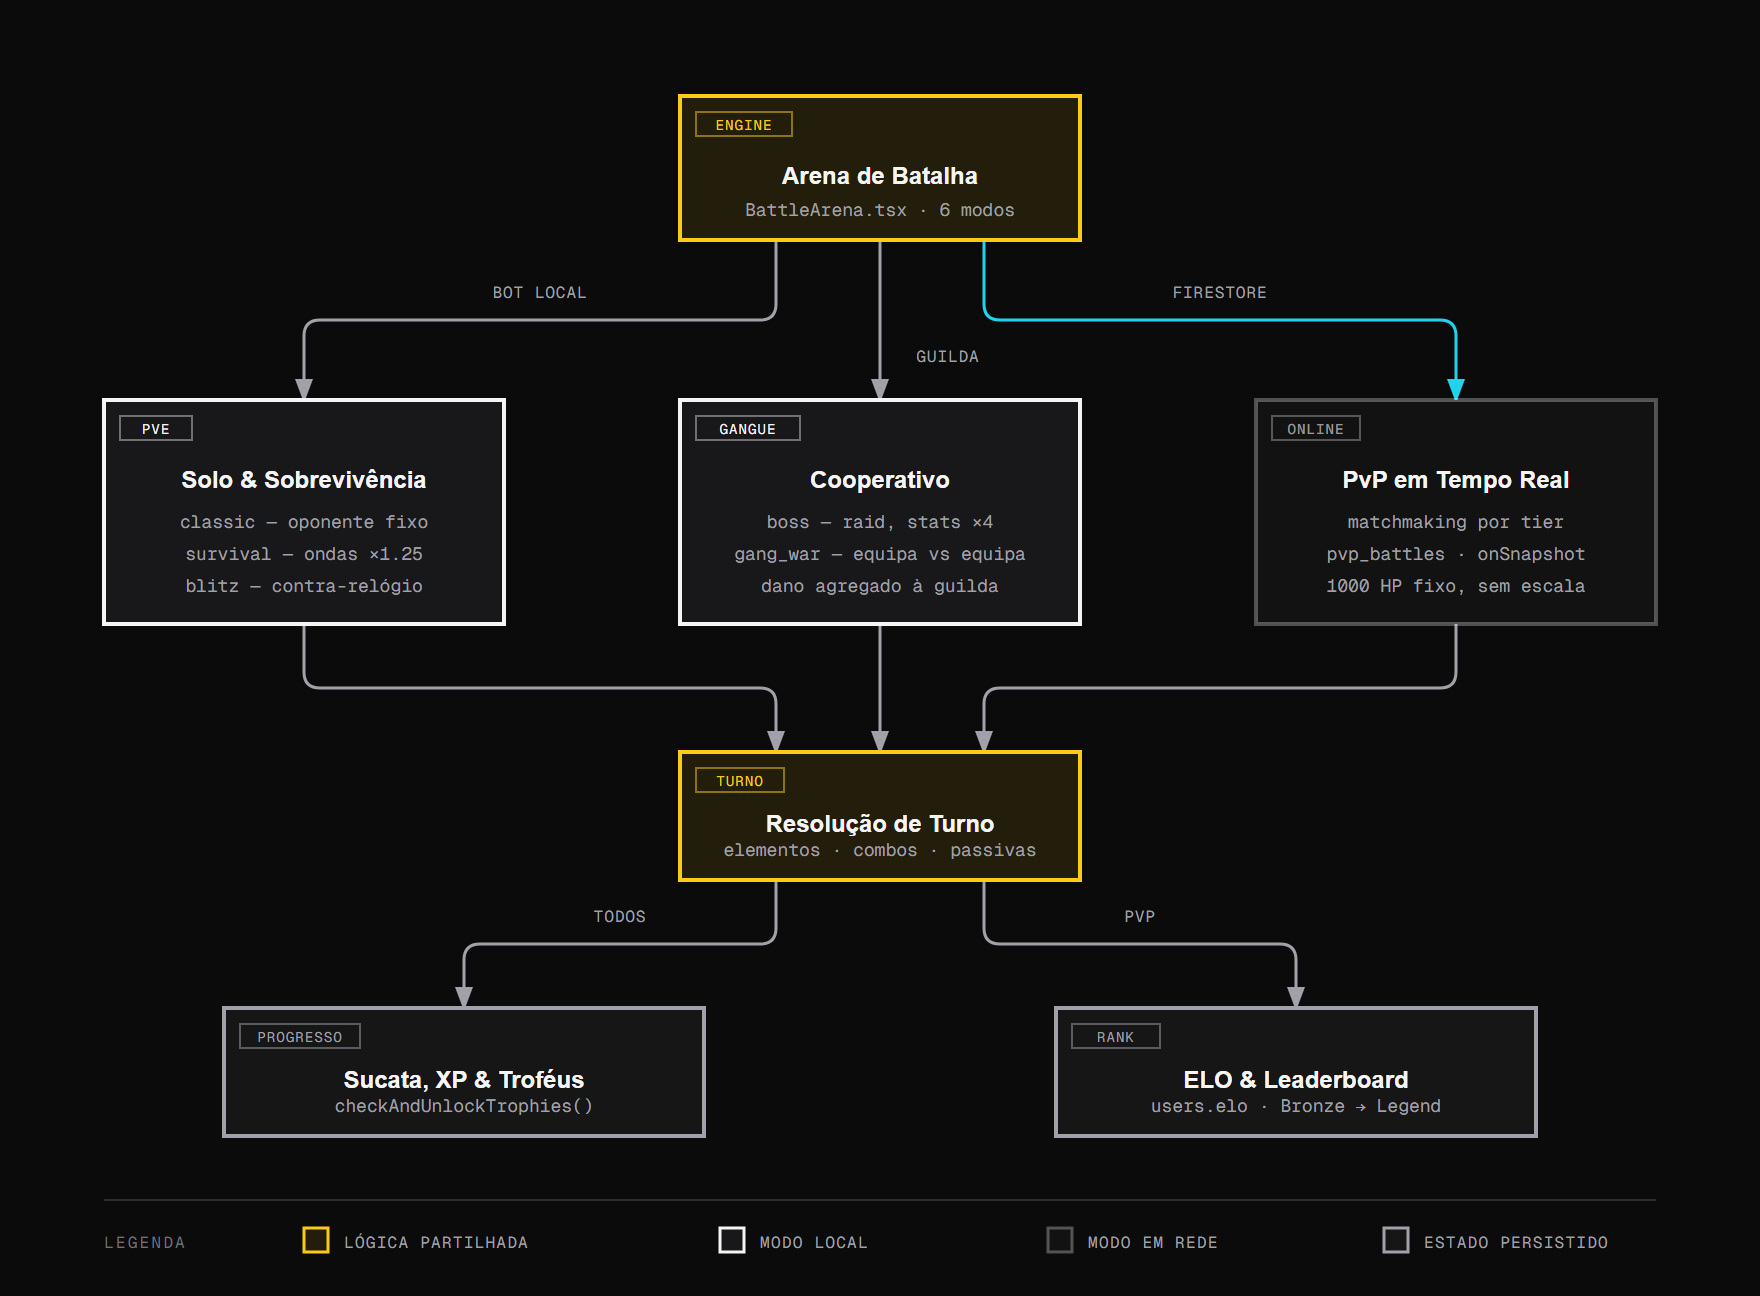 ENGINE
Arena de Batalha
BattleArena.tsx · 6 modos
BOT LOCAL
FIRESTORE
GUILDA
PVE
Solo & Sobrevivência
classic — oponente fixo
survival — ondas ×1.25
blitz — contra-relógio
GANGUE
Cooperativo
boss — raid, stats ×4
gang_war — equipa vs equipa
dano agregado à guilda
ONLINE
PvP em Tempo Real
matchmaking por tier
pvp_battles · onSnapshot
1000 HP fixo, sem escala
TURNO
Resolução de Turno
elementos · combos · passivas
TODOS
PVP
PROGRESSO
Sucata, XP & Troféus
checkAndUnlockTrophies()
RANK
ELO & Leaderboard
users.elo · Bronze → Legend
LEGENDA
LÓGICA PARTILHADA
MODO LOCAL
MODO EM REDE
ESTADO PERSISTIDO